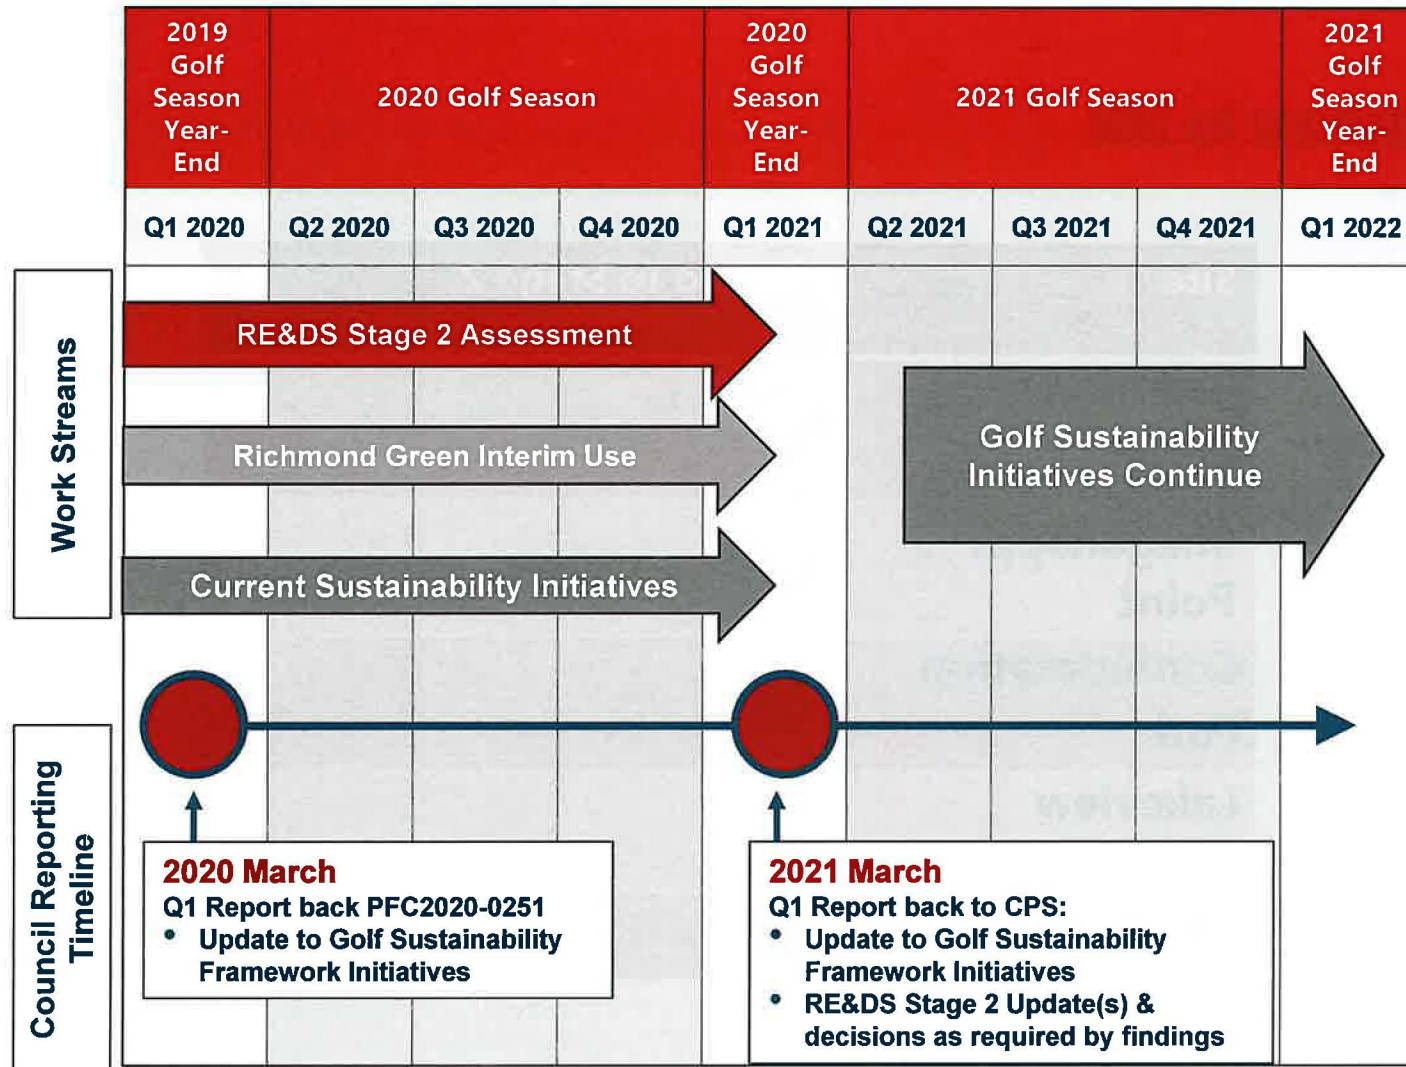 2019
Golf
Season
Year-
End
2020 Golf Season
2020
Golf
Season
Year-
End
2021 Golf Season
2021
Golf
Season
Year-
End
Q1 2020
Q2 2020
Q3 2020
Q4 2020
Q1 2021
Q2 2021
Q3 2021
Q4 2021
Q1 2022
Work Streams
RE&DS Stage 2 Assessment
Richmond Green Interim Use
Current Sustainability Initiatives
Golf Sustainability
Initiatives Continue
Council Reporting
Timeline
2020 March
Q1 Report back PFC2020-0251
• Update to Golf Sustainability
Framework Initiatives
2021 March
Q1 Report back to CPS:
• Update to Golf Sustainability
Framework Initiatives
• RE&DS Stage 2 Update(s) &
decisions as required by findings